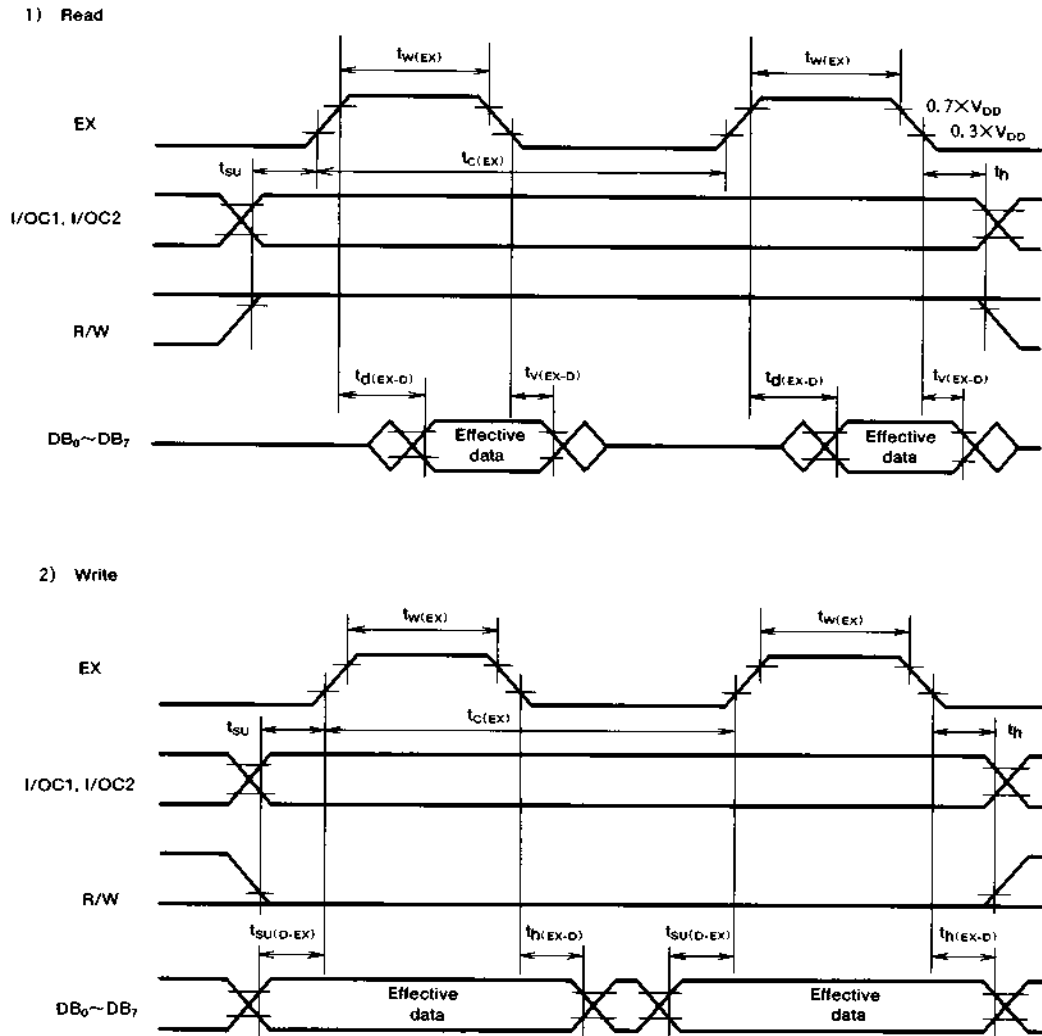 1) Read
tW(EX) tW(EX)
EX 0.7×VDD
0.3×VDD
tSU tC(EX) th
I/OC1, I/OC2
R/W
td(EX-D) tV(EX-D) td(EX-D) tV(EX-D)
DB0~DB7 Effective data Effective data
2) Write
tW(EX) tW(EX)
EX
tSU tC(EX) th
I/OC1, I/OC2
R/W
tSU(D-EX) th(EX-D) tSU(D-EX) th(EX-D)
DB0~DB7 Effective data Effective data